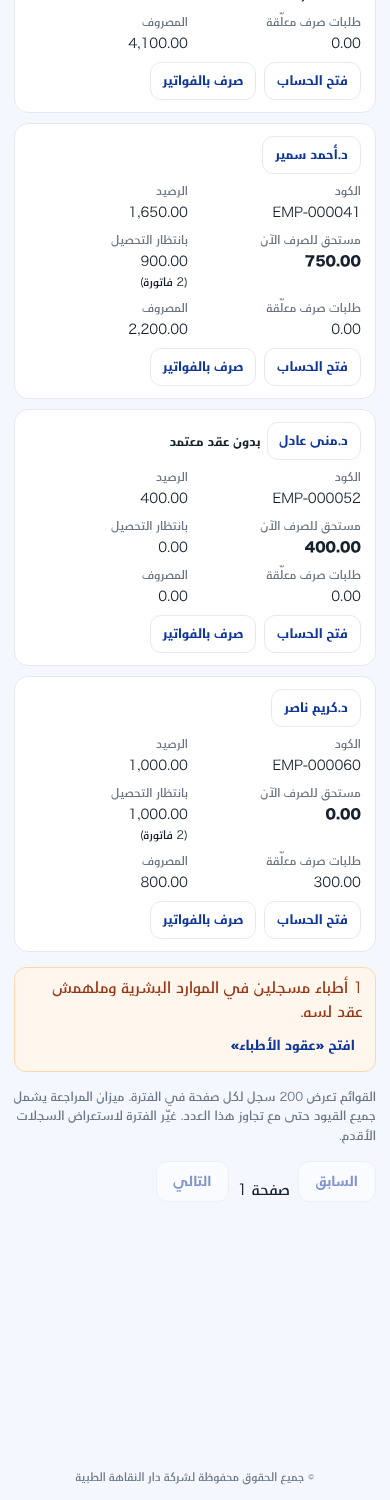 طلبات صرف معلّقة
المصروف
0.00
4,100.00
فتح الحساب
صرف بالفواتير
د.أحمد سمير
الكود
الرصيد
EMP-000041
1,650.00
مستحق للصرف الآن
بانتظار التحصيل
750.00
900.00
(2 فاتورة)
طلبات صرف معلّقة
المصروف
0.00
2,200.00
فتح الحساب
صرف بالفواتير
د.منى عادل
بدون عقد معتمد
الكود
الرصيد
EMP-000052
400.00
مستحق للصرف الآن
بانتظار التحصيل
400.00
0.00
طلبات صرف معلّقة
المصروف
0.00
0.00
فتح الحساب
صرف بالفواتير
د.كريم ناصر
الكود
الرصيد
EMP-000060
1,000.00
مستحق للصرف الآن
بانتظار التحصيل
0.00
1,000.00
(2 فاتورة)
طلبات صرف معلّقة
المصروف
300.00
800.00
فتح الحساب
صرف بالفواتير
1 أطباء مسجلين في الموارد البشرية وملهمش
عقد لسه.
افتح «عقود الأطباء»
القوائم تعرض 200 سجل لكل صفحة في الفترة. ميزان المراجعة يشمل
جميع القيود حتى مع تجاوز هذا العدد. غيّر الفترة لاستعراض السجلات
الأقدم.
السابق
صفحة 1
التالي
© جميع الحقوق محفوظة لشركة دار النقاهة الطبية